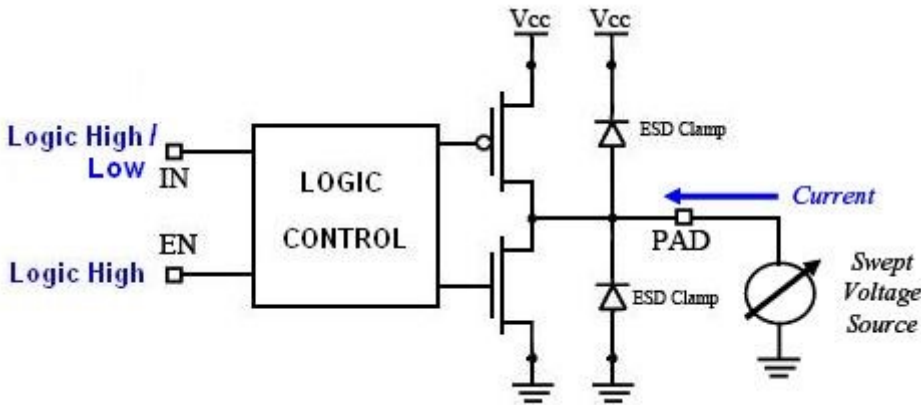 Vcc
Vcc
Logic High /
Low
IN
EN
Logic High
LOGIC
CONTROL
ESD Clamp
ESD Clamp
Current
PAD
Swept
Voltage
Source